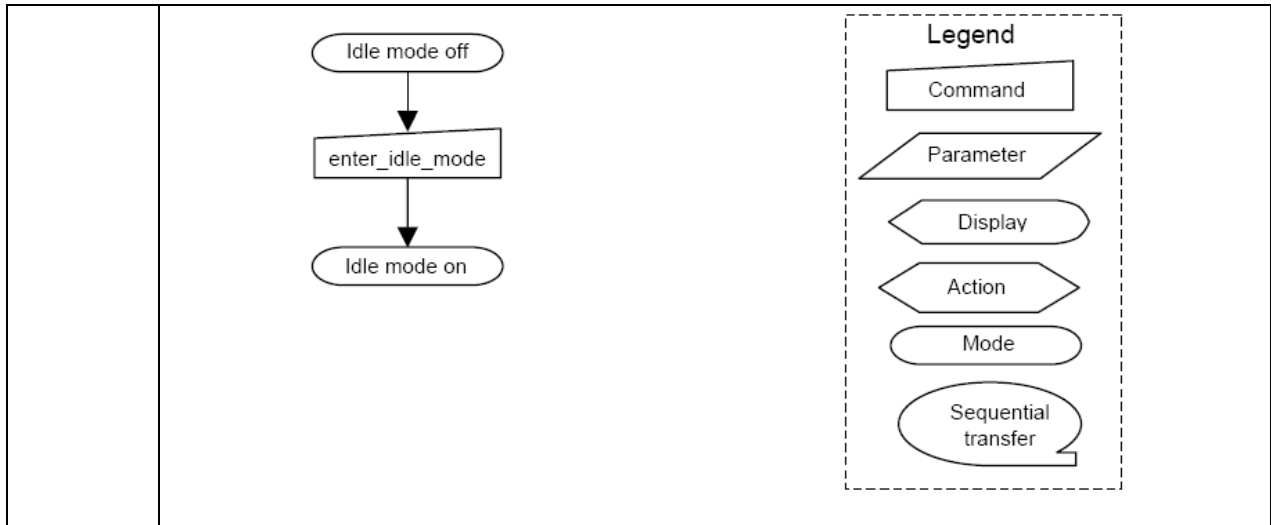 Idle mode off
enter_idle_mode
Idle mode on
Legend
Command
Parameter
Display
Action
Mode
Sequential
transfer